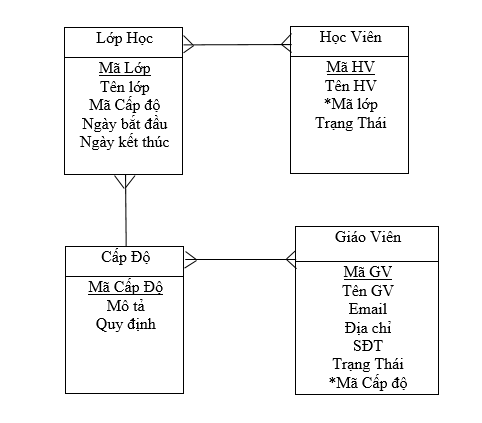 Lớp Học
Mã Lớp
Tên lớp
Mã Cấp độ
Ngày bắt đầu
Ngày kết thúc
Học Viên
Mã HV
Tên HV
*Mã lớp
Trạng Thái
Cấp Độ
Mã Cấp Độ
Mô tả
Quy định
Giáo Viên
Mã GV
Tên GV
Email
Địa chỉ
SĐT
Trạng Thái
*Mã Cấp độ